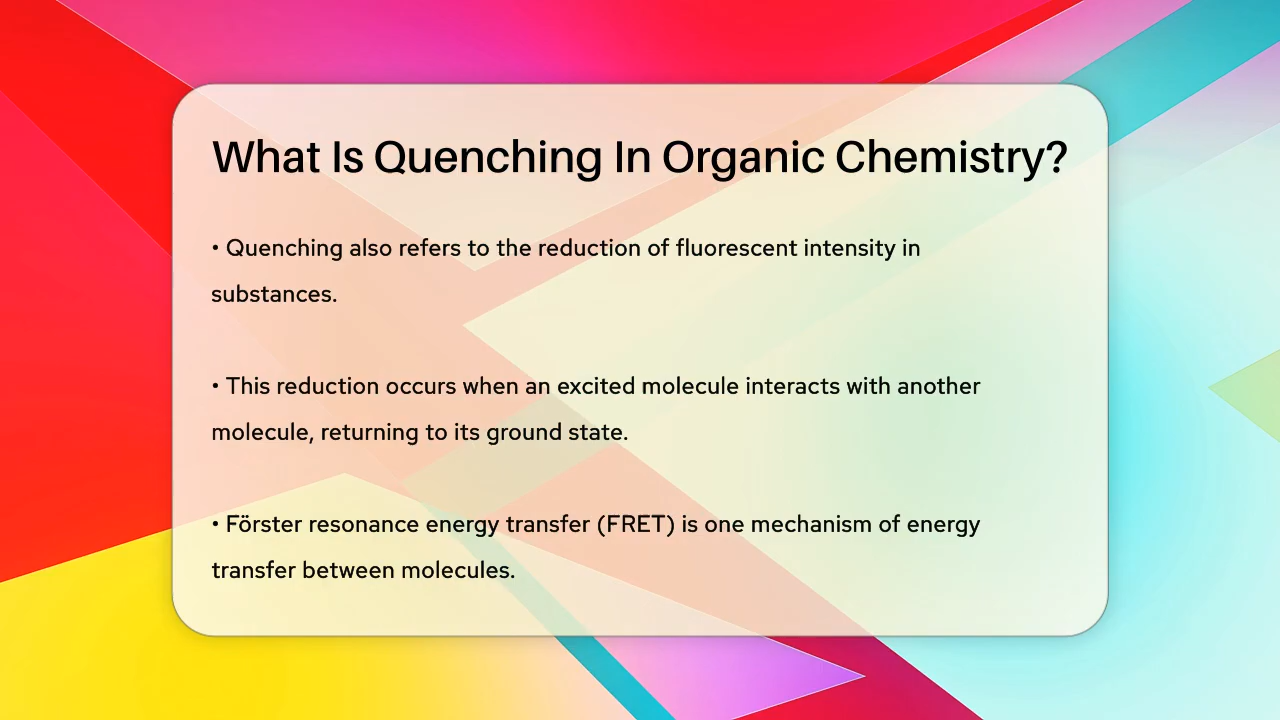 What Is Quenching In Organic Chemistry?
• Quenching also refers to the reduction of fluorescent intensity in
substances.
• This reduction occurs when an excited molecule interacts with another
molecule, returning to its ground state.
• Förster resonance energy transfer (FRET) is one mechanism of energy
transfer between molecules.